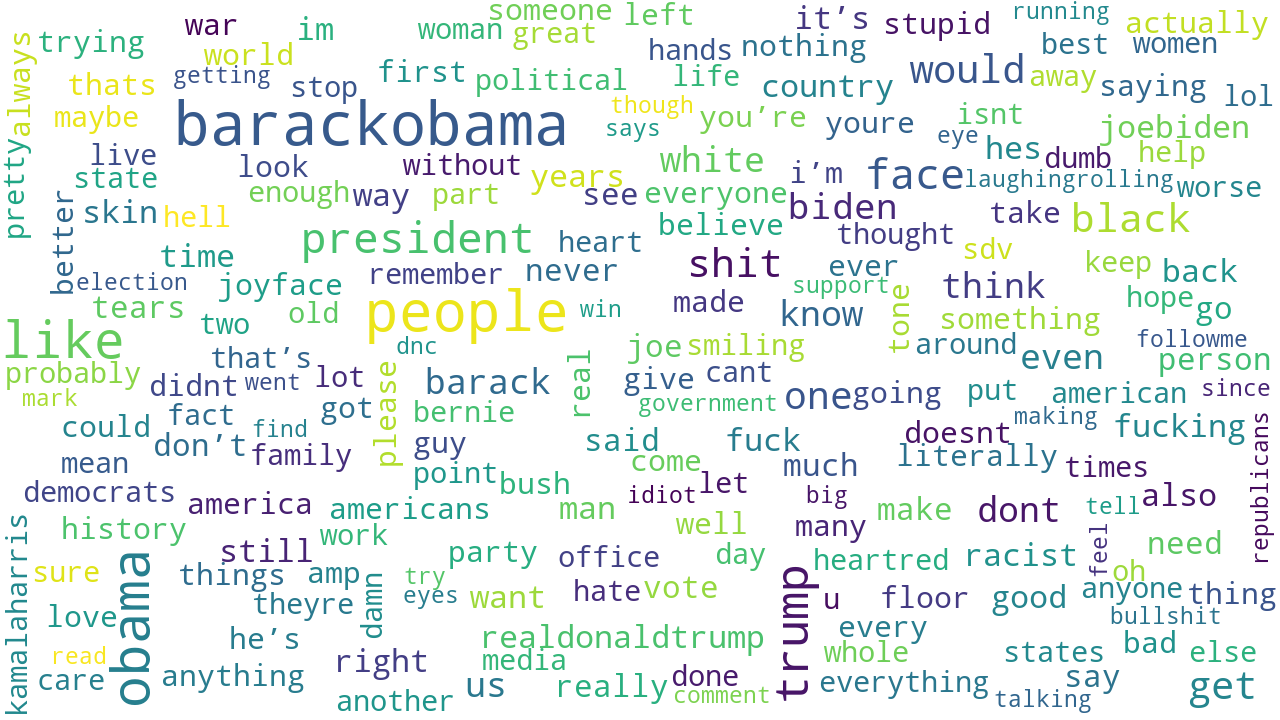 someone
left
it’s
stupid
running
actually
war
im
woman
great
hands
nothing
best
women
trying
world
thats
getting
stop
first
political
life
country
would
away
saying
lol
prettyalways
maybe
barackobama
though
says
you’re
youre
isnt
eye
joebiden
live
state
look
without
years
white
i’m
face
hes
dumb
help
laughingrolling
worse
enough
way
part
see
everyone
biden
better
skin
hell
president
heart
believe
thought
take
black
time
election
joyface
remember
never
shit
ever
sdv
think
keep
back
tears
two
old
people
win
made
support
know
tone
something
hope
go
like
that’s
dnc
real
joe
smiling
around
even
followme
person
probably
mark
didnt
went
lot
please
barack
give
cant
government
one
going
put
american
since
could
fact
got
bernie
making
don’t
find
guy
said
fuck
doesnt
fucking
mean
family
point
come
much
literally
times
republicans
democrats
america
americans
bush
idiot
let
big
dont
also
tell
history
work
man
well
many
make
feel
need
kamalaharris
still
party
office
day
heartred
racist
oh
sure
things
amp
damn
try
eyes
want
hate
vote
trump
u
floor
good
anyone
thing
love
obama
theyre
he’s
realdonaldtrump
every
bullshit
read
care
anything
right
media
whole
states
bad
else
another
us
really
done
comment
everything
talking
say
get